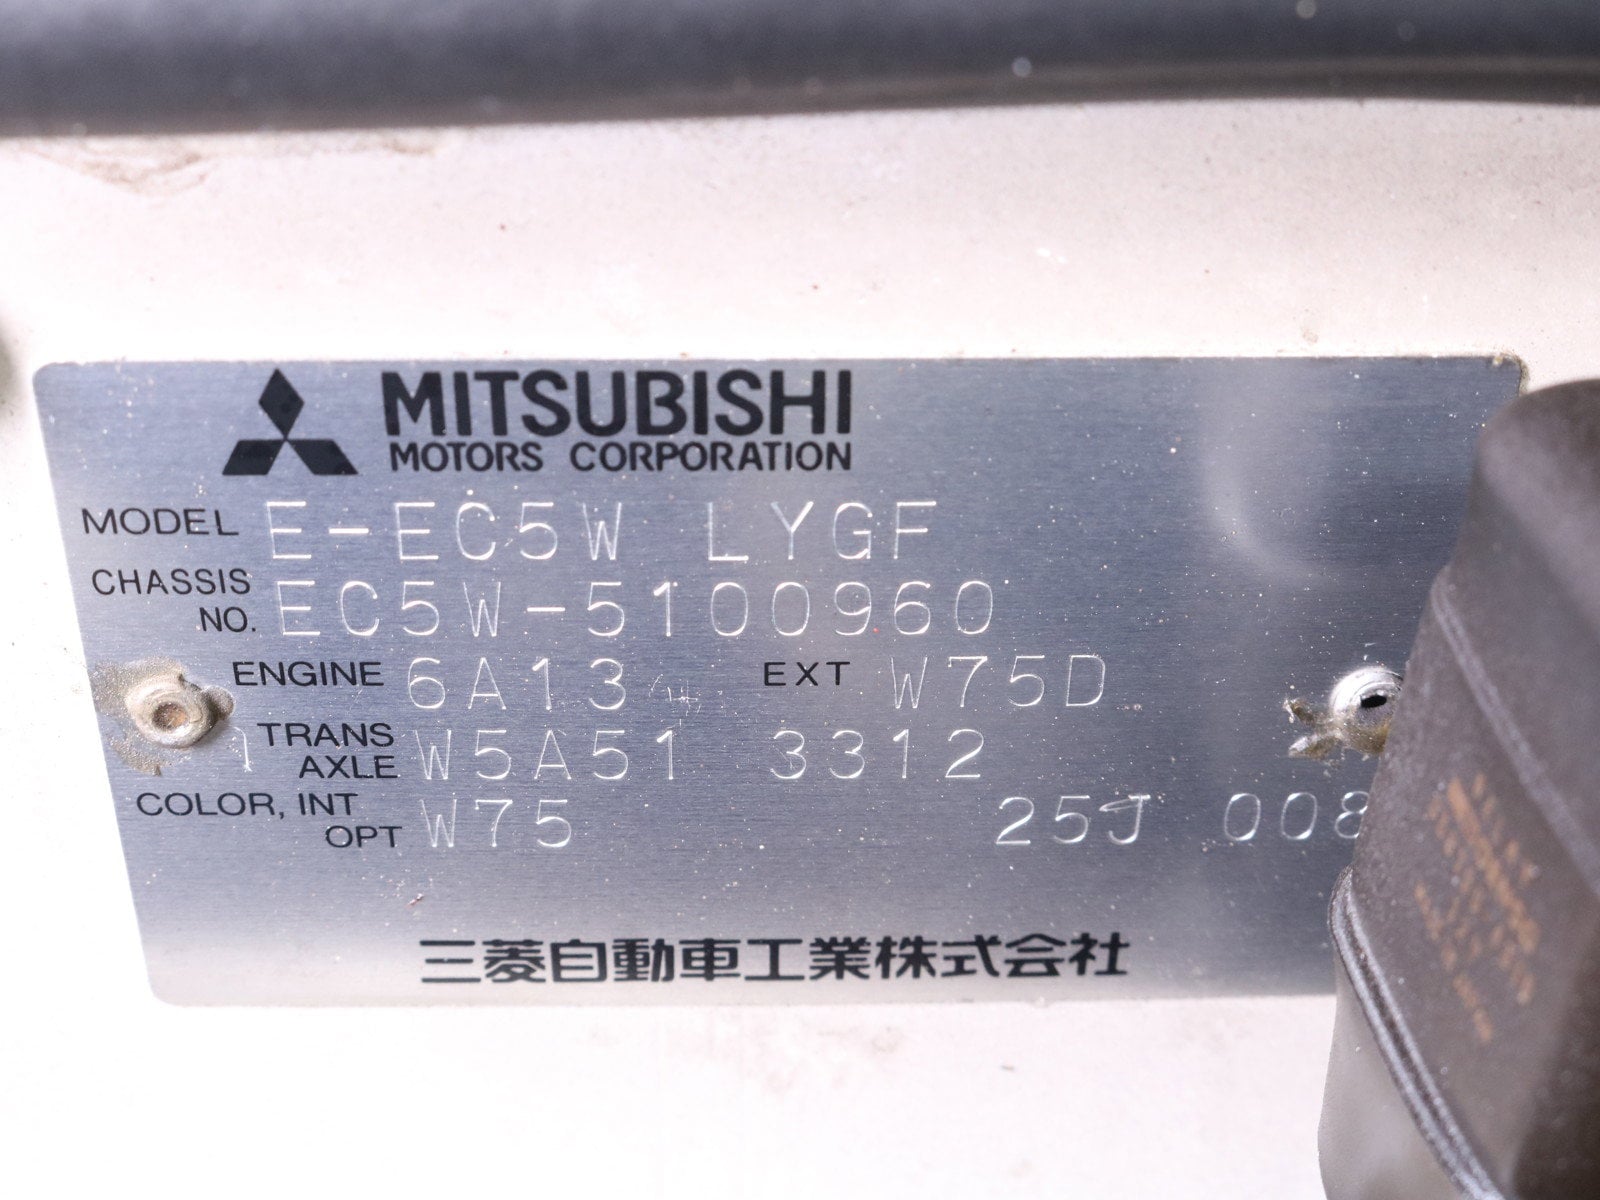 MITSUBISHI
MOTORS CORPORATION
MODEL E-EC5W LYGF
CHASSIS NO. EC5W-5100960
ENGINE 6A13 EXT W75D
TRANS AXLE W5A51 3312
COLOR, INT OPT W75 25J 008
三菱自動車工業株式会社